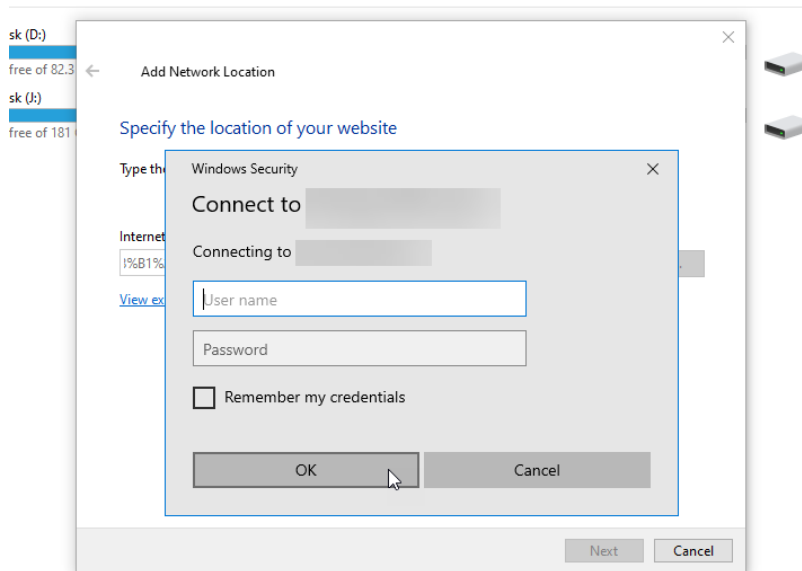 sk (D:)
free of 82.3
sk (J:)
free of 181
Add Network Location
Specify the location of your website
Type the
Internet
%B1%
View ex
Windows Security
Connect to
Connecting to
User name
Password
Remember my credentials
OK
Cancel
Next
Cancel